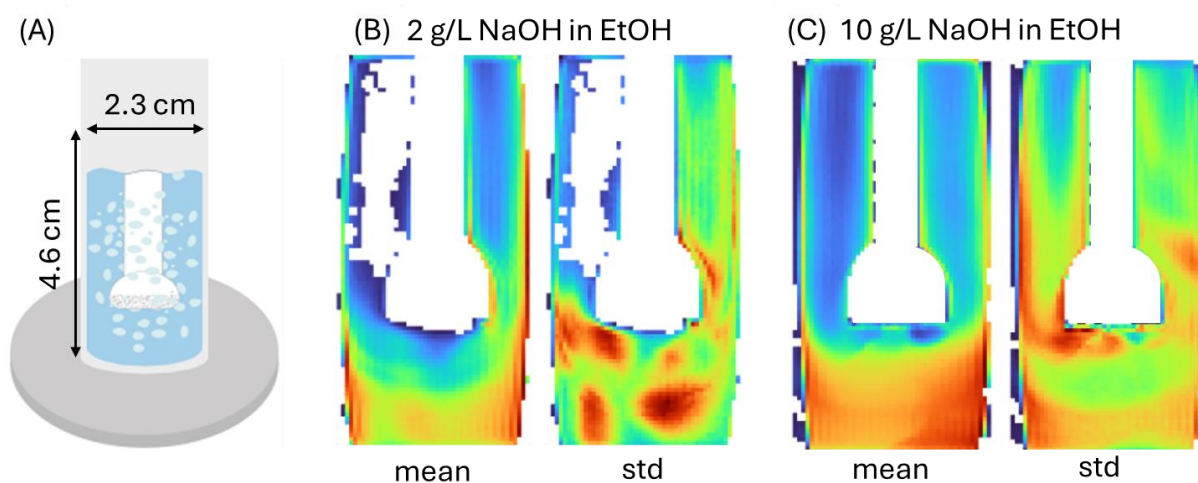 (A)
2.3 cm
4.6 cm
(B) 2 g/L NaOH in EtOH
mean
std
(C) 10 g/L NaOH in EtOH
mean
std